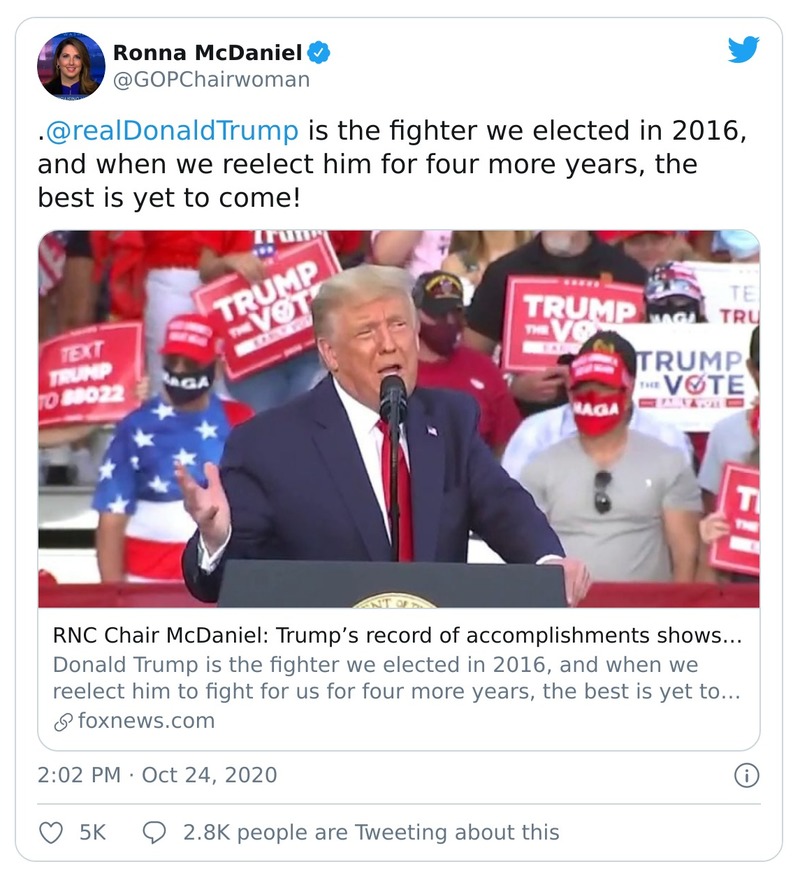 Ronna McDaniel
@GOPChairwoman
.@realDonaldTrump is the fighter we elected in 2016,
and when we reelect him for four more years, the
best is yet to come!
TRUMP
THE VOTE
TEXT
TRUMP
TO 88022
MAGA
TRUMP
THE
MAGA
TE
TRU
TRUMP
THE VOTE
EARLY VOTE
MAGA
RNC Chair McDaniel: Trump’s record of accomplishments shows...
Donald Trump is the fighter we elected in 2016, and when we
reelect him to fight for us for four more years, the best is yet to...
foxnews.com
2:02 PM · Oct 24, 2020
5K
2.8K people are Tweeting about this